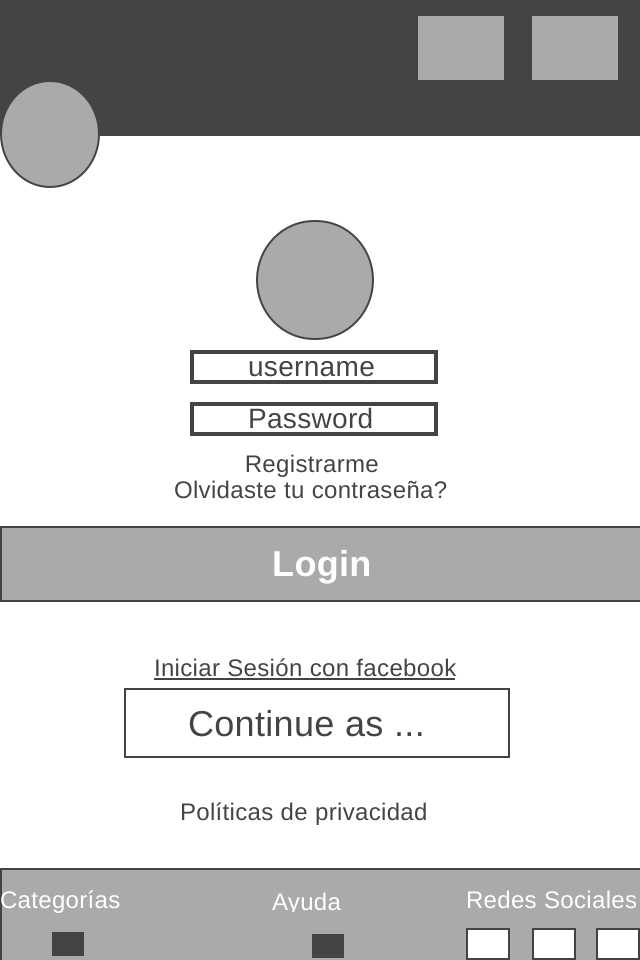 username
Password
Registrarme
Olvidaste tu contraseña?
Login
Iniciar Sesión con facebook
Continue as ...
Políticas de privacidad
Categorías
Ayuda
Redes Sociales